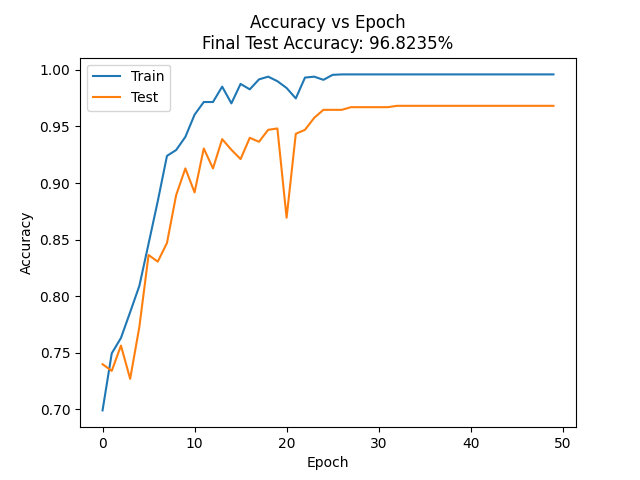 Accuracy vs Epoch
Final Test Accuracy: 96.8235%
Train
Test
Accuracy
1.00
0.95
0.90
0.85
0.80
0.75
0.70
0
10
20
30
40
50
Epoch